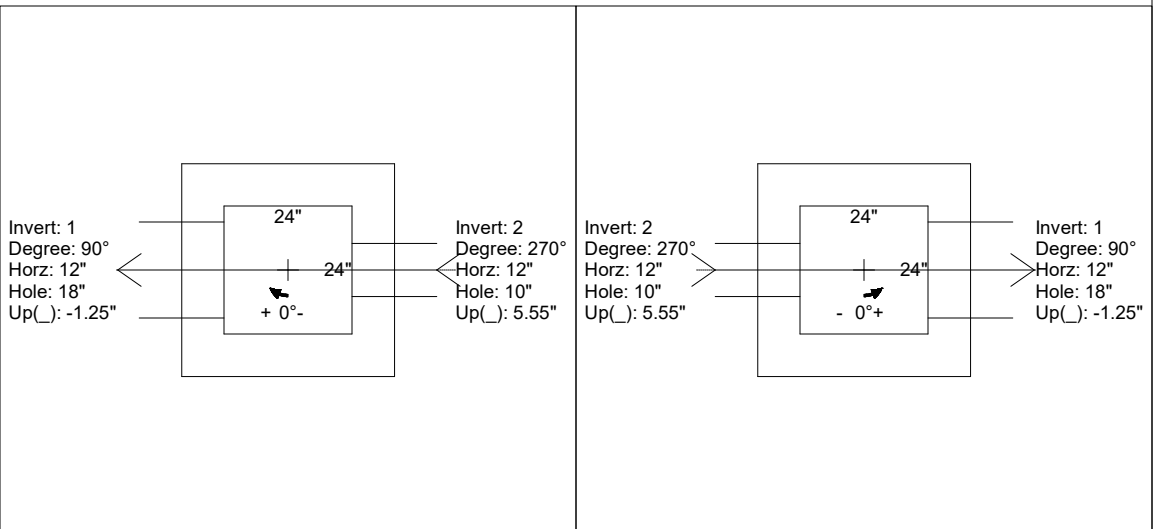 Invert: 1
Degree: 90°
Horz: 12"
Hole: 18"
Up(_): -1.25"
24"
24"
+ 0°-
Invert: 2
Degree: 270°
Horz: 12"
Hole: 10"
Up(_): 5.55"
Invert: 2
Degree: 270°
Horz: 12"
Hole: 10"
Up(_): 5.55"
24"
24"
- 0°+
Invert: 1
Degree: 90°
Horz: 12"
Hole: 18"
Up(_): -1.25"